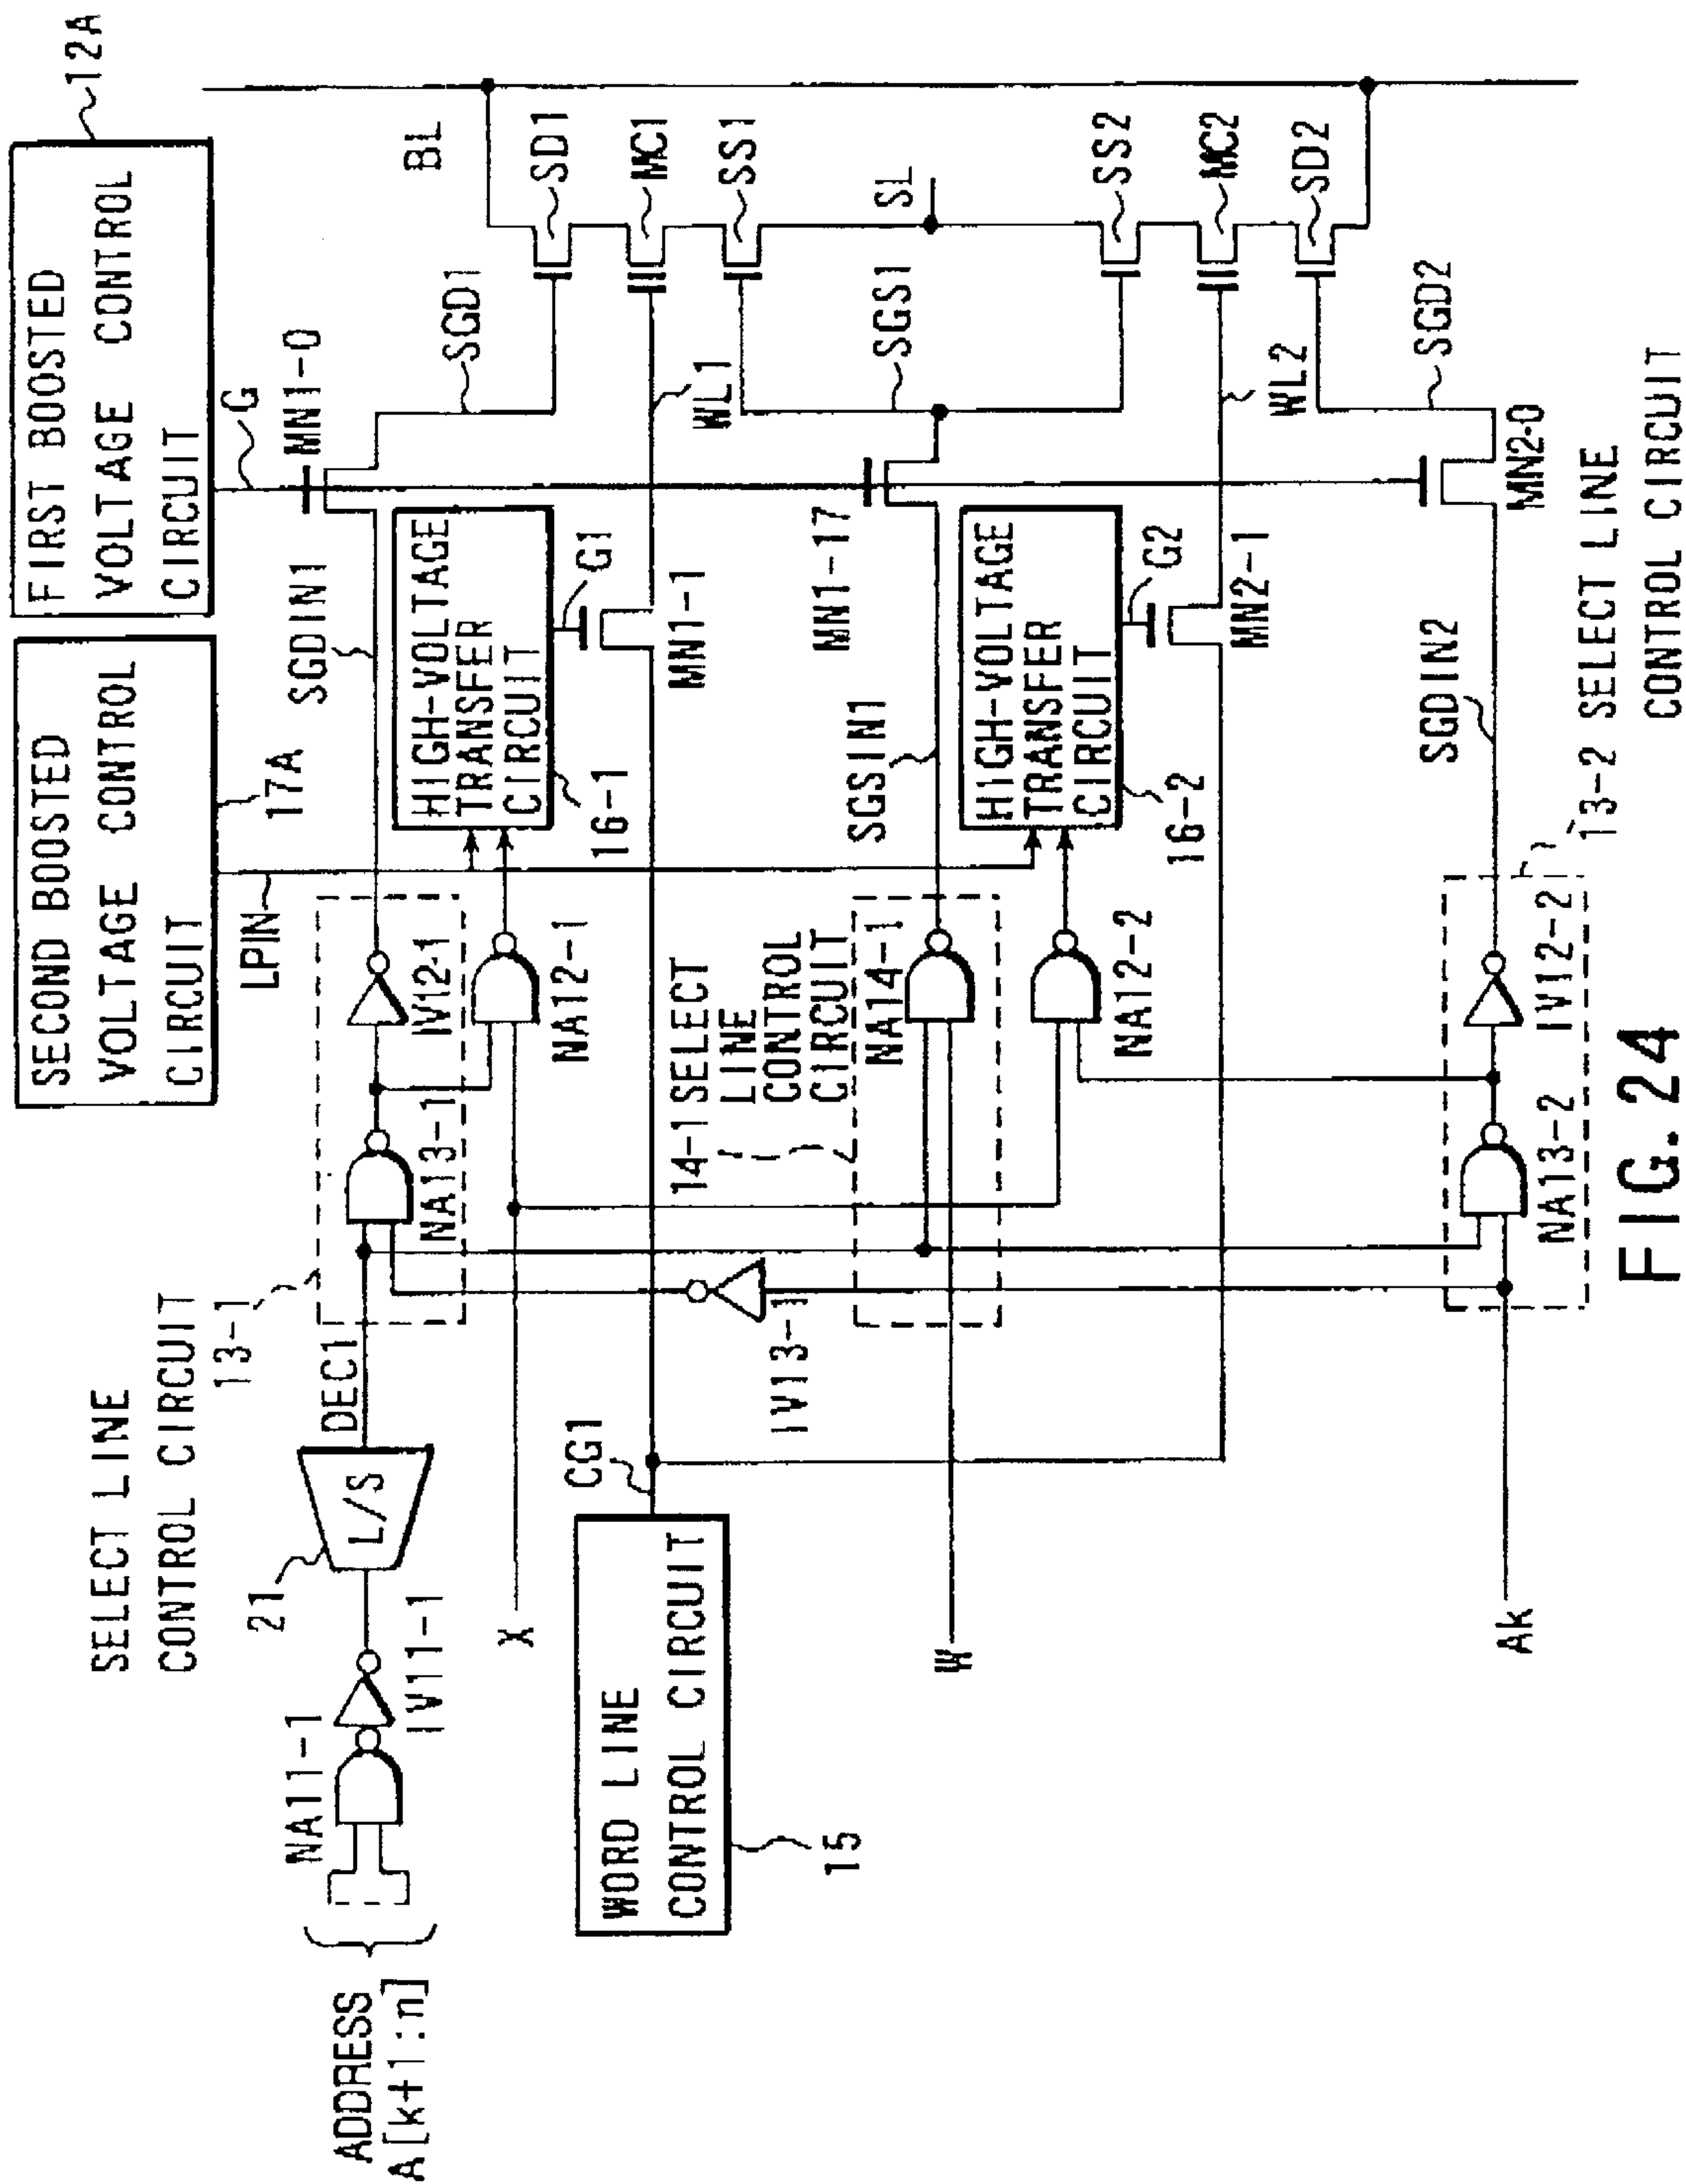 FIRST BOOSTED
VOLTAGE CONTROL
CIRCUIT
12A
SECOND BOOSTED
VOLTAGE CONTROL
CIRCUIT
17A
LPIN
G
MN1-0
SGDIN1
SGD1
BL
SD1
MC1
SS1
SL
SS2
MC2
SD2
SELECT LINE
CONTROL CIRCUIT
13-1
21
L/S
DEC1
NA11-1
IV11-1
ADDRESS
A[k+1:n]
NA13-1
IV12-1
NA12-1
HIGH-VOLTAGE
TRANSFER
CIRCUIT
16-1
G1
MN1-1
WL1
X
CG1
WORD LINE
CONTROL CIRCUIT
15
IV13-1
14-1 SELECT
LINE
CONTROL
CIRCUIT
NA14-1
SGSIN1
MN1-17
SGS1
W
NA12-2
HIGH-VOLTAGE
TRANSFER
CIRCUIT
16-2
G2
MN2-1
WL2
Ak
NA13-2
IV12-2
SGDIN2
MN2-0
SGD2
13-2 SELECT LINE
CONTROL CIRCUIT
FIG. 24